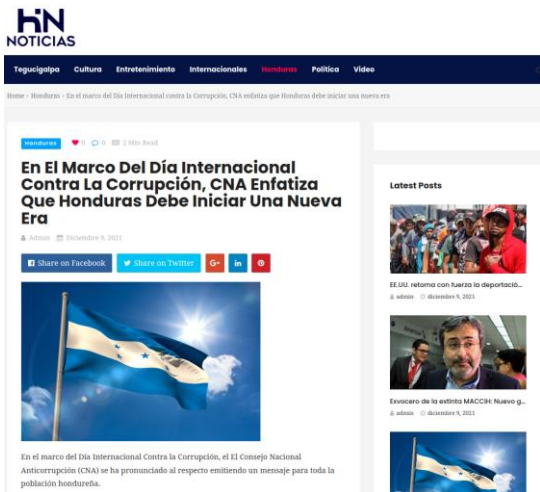 HN
NOTICIAS
Tegucigalpa Cultura Entretenimiento Internacionales Honduras Política Video
Home » Honduras » En el marco del Día Internacional contra la Corrupción, CNA enfatiza que Honduras debe iniciar una nueva era
Honduras 0 0 2 Min Read
En El Marco Del Día Internacional
Contra La Corrupción, CNA Enfatiza
Que Honduras Debe Iniciar Una Nueva
Era
Admin Diciembre 9, 2021
Share on Facebook Share on Twitter G+ in
En el marco del Día Internacional Contra la Corrupción, el El Consejo Nacional
Anticorrupción (CNA) se ha pronunciado al respecto emitiendo un mensaje para toda la
población hondureña.
Latest Posts
EE.UU. retoma con fuerza la deportació...
admin diciembre 9, 2021
Exvocero de la extinta MACCIH: Nuevo g...
admin diciembre 9, 2021